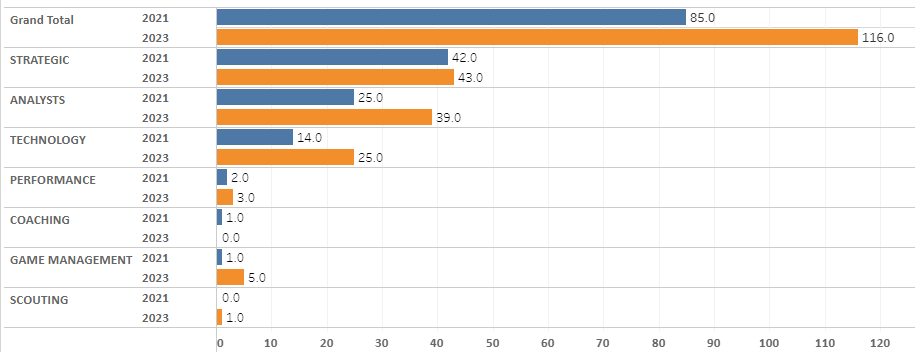 Grand Total 2021 85.0
2023 116.0
STRATEGIC 2021 42.0
2023 43.0
ANALYSTS 2021 25.0
2023 39.0
TECHNOLOGY 2021 14.0
2023 25.0
PERFORMANCE 2021 2.0
2023 3.0
COACHING 2021 1.0
2023 0.0
GAME MANAGEMENT 2021 1.0
2023 5.0
SCOUTING 2021 0.0
2023 1.0
0 10 20 30 40 50 60 70 80 90 100 110 120